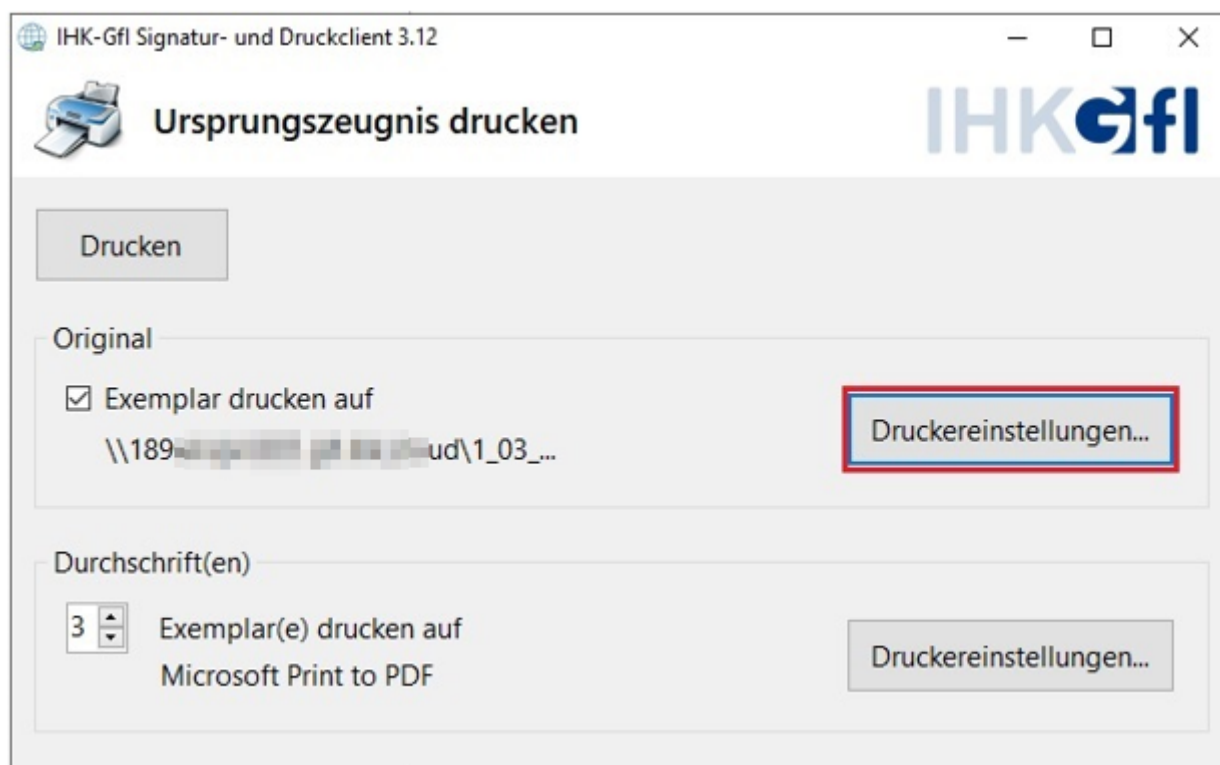 IHK-GfI Signatur- und Druckclient 3.12
Ursprungszeugnis drucken
IHKGfI
Drucken
Original
Exemplar drucken auf
\\189 ud\1_03_...
Druckereinstellungen...
Durchschrift(en)
3
Exemplar(e) drucken auf
Microsoft Print to PDF
Druckereinstellungen...